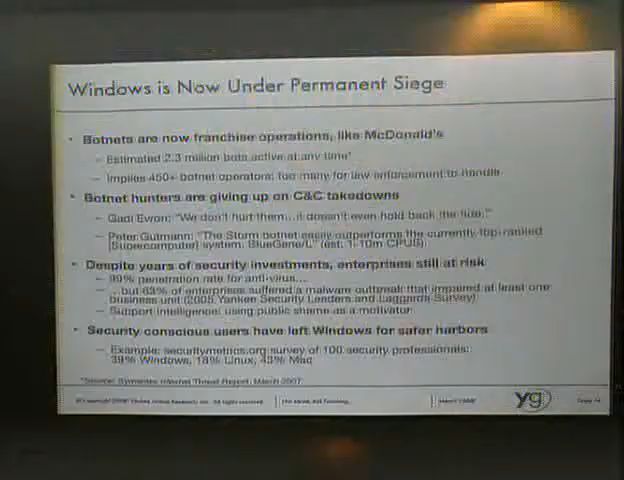 Windows is Now Under Permanent Siege
• Botnets are now franchise operations, like McDonald's
– Estimated 2.3 million bots active at any time*
– Implies 450+ botnet operators; too many for law enforcement to handle
• Botnet hunters are giving up on C&C takedowns
– Gadi Evron: "We don't hurt them…it doesn't even hold back the tide."
– Peter Gutmann: "The Storm botnet easily outperforms the currently top-ranked
[Supercomputer] system, BlueGene/L" (est. 1-10m CPUs)
• Despite years of security investments, enterprises still at risk
– 99% penetration rate for anti-virus…
– …but 63% of enterprises suffered a malware outbreak that impaired at least one
business unit (2005 Yankee Security Leaders and Laggards Survey)
– Support Intelligence: using public shame as a motivator
• Security conscious users have left Windows for safer harbors
– Example: securitymetrics.org survey of 100 security professionals:
39% Windows, 18% Linux, 43% Mac
*Source: Symantec Internet Threat Report, March 2007
All rights reserved.
yg
Page